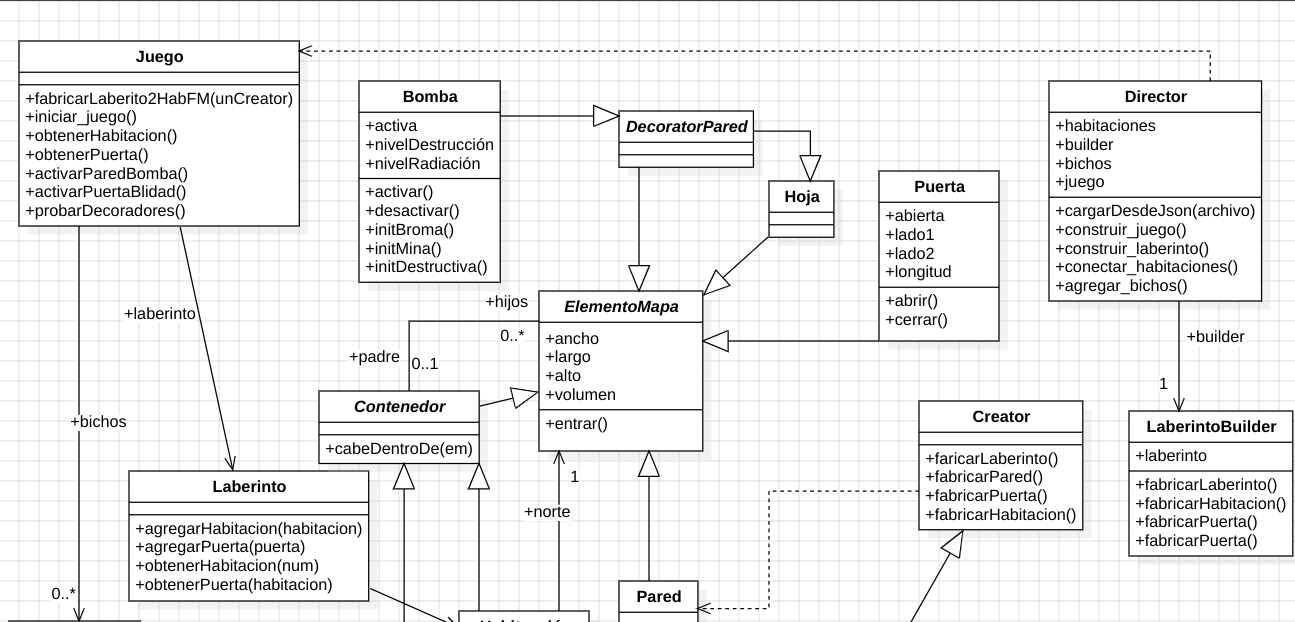 Juego
+fabricarLaberito2HabFM(unCreator)
+iniciar_juego()
+obtenerHabitacion()
+obtenerPuerta()
+activarParedBomba()
+activarPuertaBlidad()
+probarDecoradores()
Bomba
+activa
+nivelDestrucción
+nivelRadiación
+activar()
+desactivar()
+initBroma()
+initMina()
+initDestructiva()
DecoratorPared
Hoja
Puerta
+abierta
+lado1
+lado2
+longitud
+abrir()
+cerrar()
Director
+habitaciones
+builder
+bichos
+juego
+cargarDesdeJson(archivo)
+construir_juego()
+construir_laberinto()
+conectar_habitaciones()
+agregar_bichos()
+laberinto
+hijos
0..*
+padre
0..1
ElementoMapa
+ancho
+largo
+alto
+volumen
+entrar()
+builder
1
Contenedor
+cabeDentroDe(em)
+bichos
0..*
Creator
+faricarLaberinto()
+fabricarPared()
+fabricarPuerta()
+fabricarHabitacion()
LaberintoBuilder
+laberinto
+fabricarLaberinto()
+fabricarHabitacion()
+fabricarPuerta()
+fabricarPuerta()
Laberinto
+agregarHabitacion(habitacion)
+agregarPuerta(puerta)
+obtenerHabitacion(num)
+obtenerPuerta(habitacion)
1
+norte
Pared